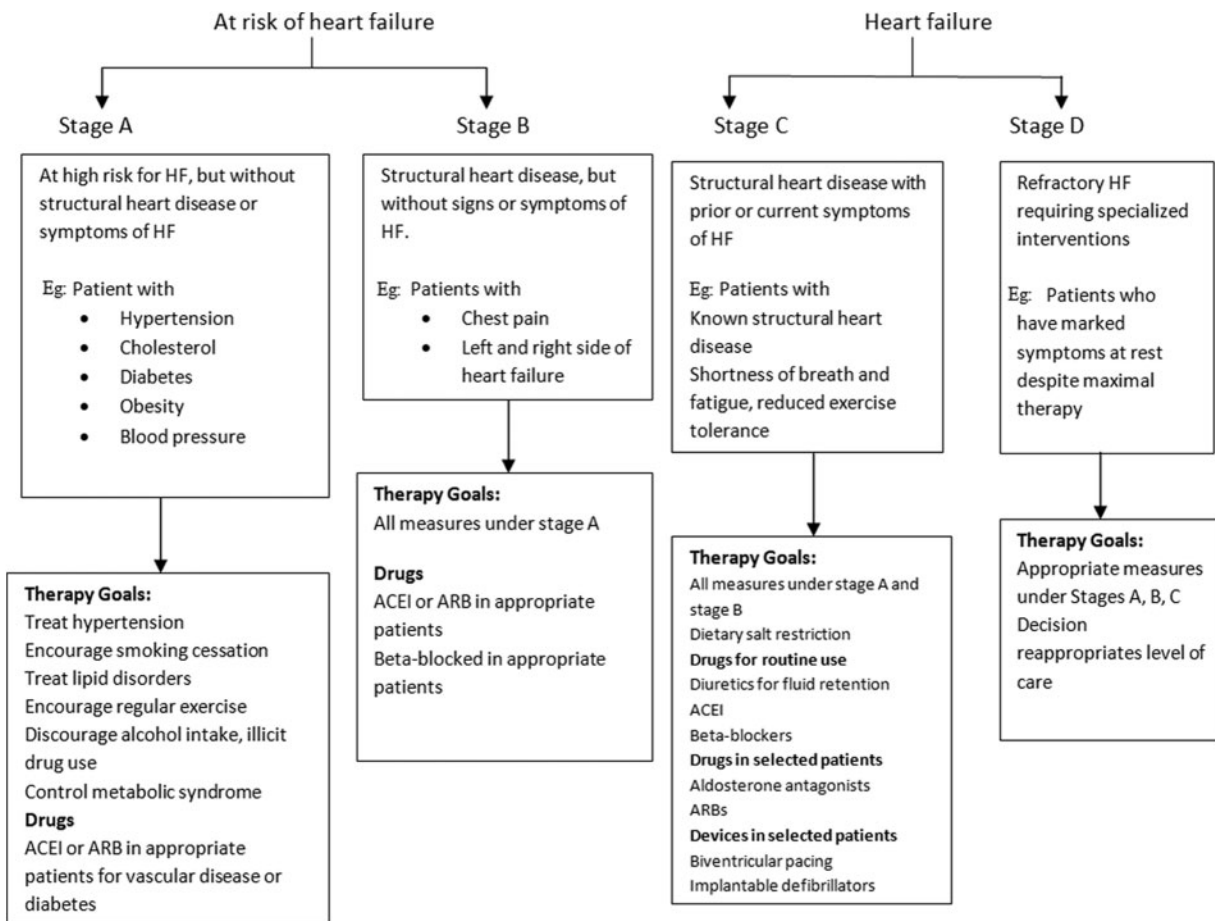 At risk of heart failure
Heart failure
Stage A
Stage B
Stage C
Stage D
At high risk for HF, but without
structural heart disease or
symptoms of HF
Eg: Patient with
• Hypertension
• Cholesterol
• Diabetes
• Obesity
• Blood pressure
Structural heart disease, but
without signs or symptoms of
HF.
Eg: Patients with
• Chest pain
• Left and right side of
heart failure
Structural heart disease with
prior or current symptoms
of HF
Eg: Patients with
Known structural heart
disease
Shortness of breath and
fatigue, reduced exercise
tolerance
Refractory HF
requiring specialized
interventions
Eg: Patients who
have marked
symptoms at rest
despite maximal
therapy
Therapy Goals:
Treat hypertension
Encourage smoking cessation
Treat lipid disorders
Encourage regular exercise
Discourage alcohol intake, illicit
drug use
Control metabolic syndrome
Drugs
ACEI or ARB in appropriate
patients for vascular disease or
diabetes
Therapy Goals:
All measures under stage A
Drugs
ACEI or ARB in appropriate
patients
Beta-blocked in appropriate
patients
Therapy Goals:
All measures under stage A and
stage B
Dietary salt restriction
Drugs for routine use
Diuretics for fluid retention
ACEI
Beta-blockers
Drugs in selected patients
Aldosterone antagonists
ARBs
Devices in selected patients
Biventricular pacing
Implantable defibrillators
Therapy Goals:
Appropriate measures
under Stages A, B, C
Decision
reappropriates level of
care